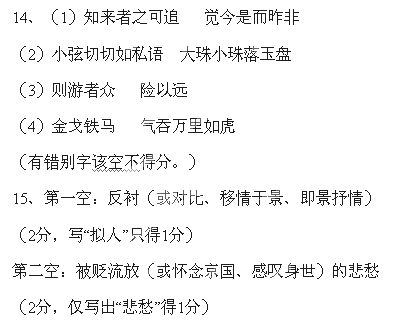 14、（1）知来者之可追 觉今是而昨非
（2）小弦切切如私语 大珠小珠落玉盘
（3）则游者众 险以远
（4）金戈铁马 气吞万里如虎
（有错别字该空不得分。）
15、第一空：反衬（或对比、移情于景、即景抒情）
（2分，写“拟人”只得1分）
第二空：被贬流放（或怀念京国、感叹身世）的悲愁
（2分，仅写出“悲愁”得1分）